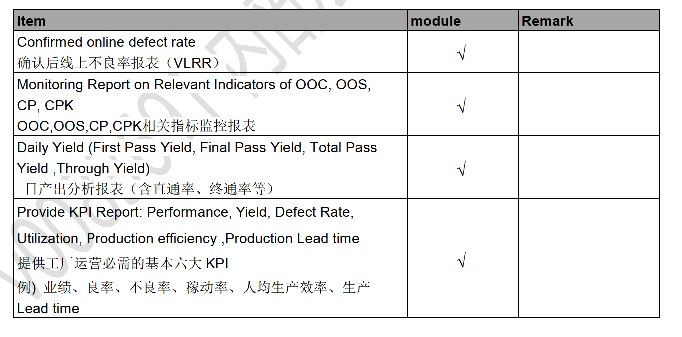 Item module Remark
Confirmed online defect rate
确认后线上不良率报表（VLRR） √
Monitoring Report on Relevant Indicators of OOC, OOS,
CP, CPK √
OOC,OOS,CP,CPK相关指标监控报表
Daily Yield (First Pass Yield, Final Pass Yield, Total Pass
Yield ,Through Yield) √
日产出分析报表（含直通率、终通率等）
Provide KPI Report: Performance, Yield, Defect Rate,
Utilization, Production efficiency ,Production Lead time
提供工厂运营必需的基本六大 KPI √
例）业绩、良率、不良率、稼动率、人均生产效率、生产
Lead time